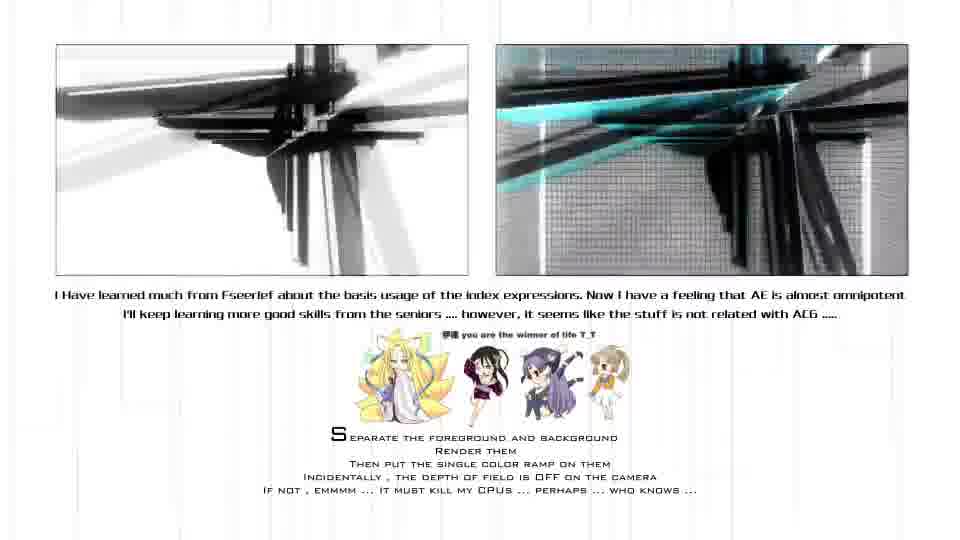 I Have learned much from Fseerlef about the basis usage of the index expressions. Now I have a feeling that AE is almost omnipotent
I'll keep learning more good skills from the seniors .... however, it seems like the stuff is not related with AC6 .....
you are the winner of life T_T
SEPARATE THE FOREGROUND AND BACKGROUND
RENDER THEM
THEN PUT THE SINGLE COLOR RAMP ON THEM
INCIDENTALLY , THE DEPTH OF FIELD IS OFF ON THE CAMERA
IF NOT , EMMMM ... IT MUST KILL MY CPUS ... PERHAPS ... WHO KNOWS ...